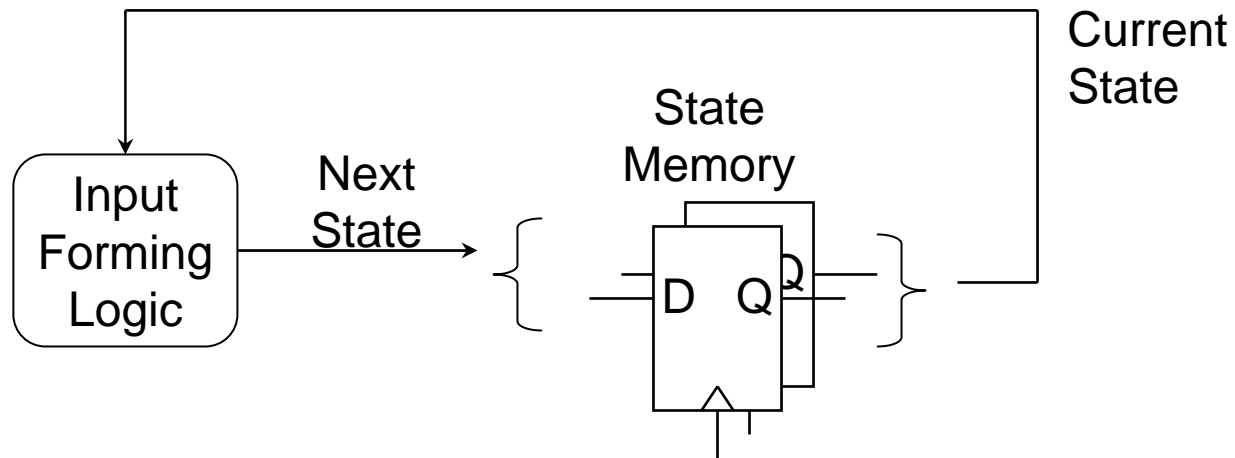 Current
State
State
Memory
Next
State
Input
Forming
Logic
D
Q
Q